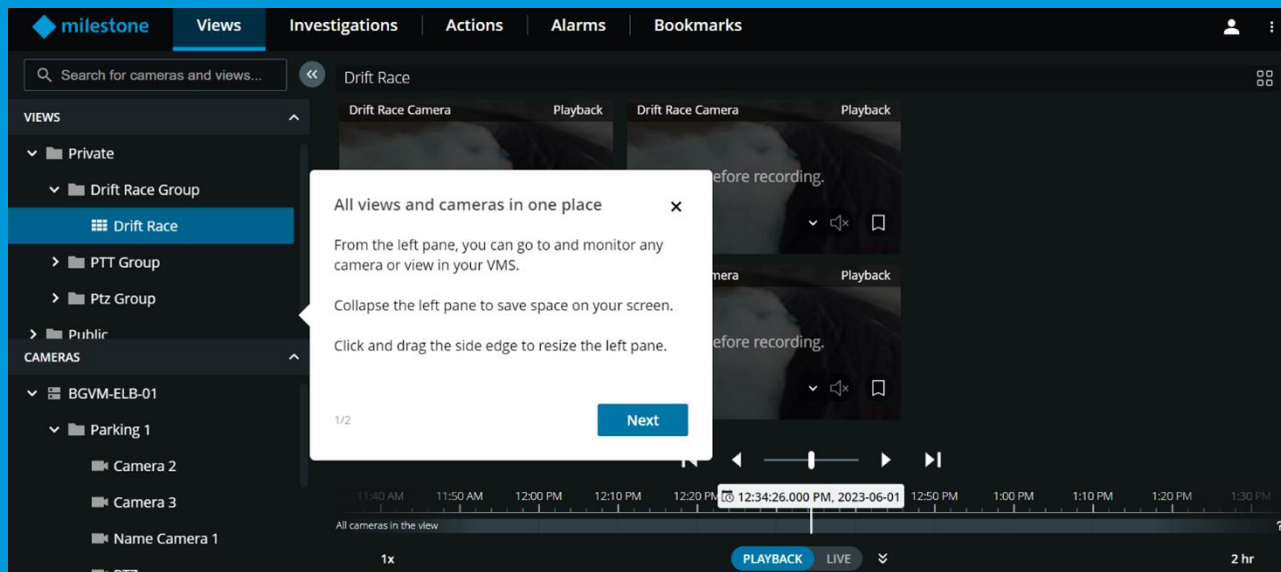 milestone
Views
Investigations
Actions
Alarms
Bookmarks
Search for cameras and views...
Drift Race
VIEWS
Private
Drift Race Group
Drift Race
PTT Group
Ptz Group
Public
CAMERAS
BGVM-ELB-01
Parking 1
Camera 2
Camera 3
Name Camera 1
PTZ
Drift Race Camera
Playback
Drift Race Camera
Playback
efore recording.
mera
Playback
efore recording.
All views and cameras in one place
From the left pane, you can go to and monitor any
camera or view in your VMS.
Collapse the left pane to save space on your screen.
Click and drag the side edge to resize the left pane.
1/2
Next
11:40 AM
11:50 AM
12:00 PM
12:10 PM
12:20 PM
12:34:26.000 PM, 2023-06-01
12:50 PM
1:00 PM
1:10 PM
1:20 PM
1:30 PM
All cameras in the view
1x
PLAYBACK
LIVE
2 hr